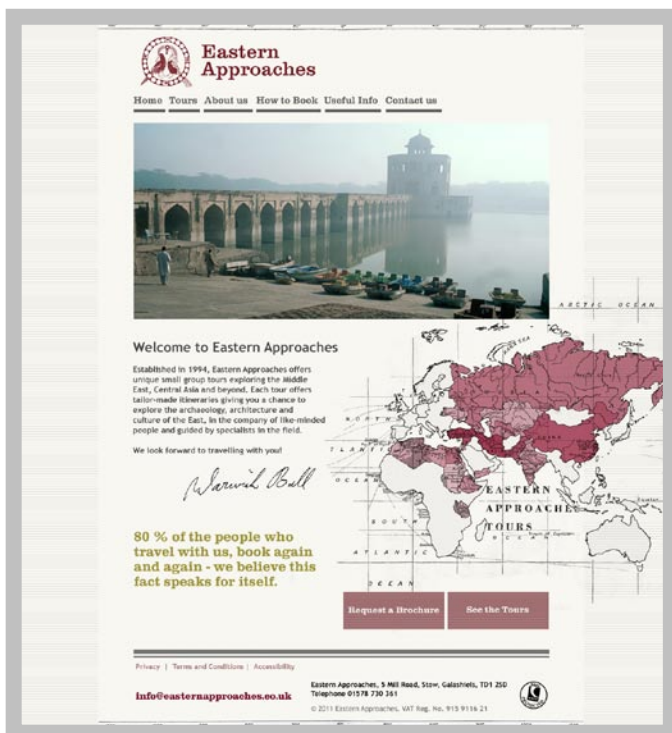 Eastern
Approaches
Home Tours About us How to Book Useful Info Contact us
ARCTIC OCEAN
Welcome to Eastern Approaches
Established in 1994, Eastern Approaches offers
unique small group tours exploring the Middle
East, Central Asia and beyond. Each tour offers
tailor-made itineraries giving you a chance to
explore the archaeology, architecture and
culture of the East, in the company of like-minded
people and guided by specialists in the field.
We look forward to travelling with you!
Warwick Ball
NORTH
ATLANTIC
OCEAN
EASTERN
APPROACHES
TOURS
SOUTH
ATLANTIC
OCEAN
80 % of the people who
travel with us, book again
and again - we believe this
fact speaks for itself.
Request a Brochure
See the Tours
Privacy | Terms and Conditions | Accessibility
info@easternapproaches.co.uk
Eastern Approaches, 5 Mill Road, Stow, Galashiels, TD1 2SD
Telephone 01578 730 361
© 2011 Eastern Approaches, VAT Reg. No. 915 9116 21